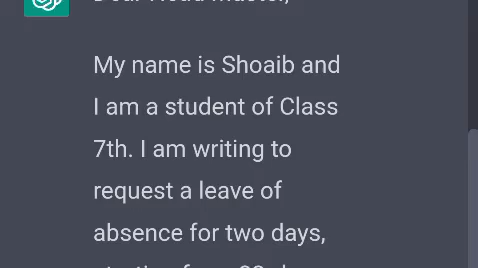 My name is Shoaib and
I am a student of Class
7th. I am writing to
request a leave of
absence for two days,